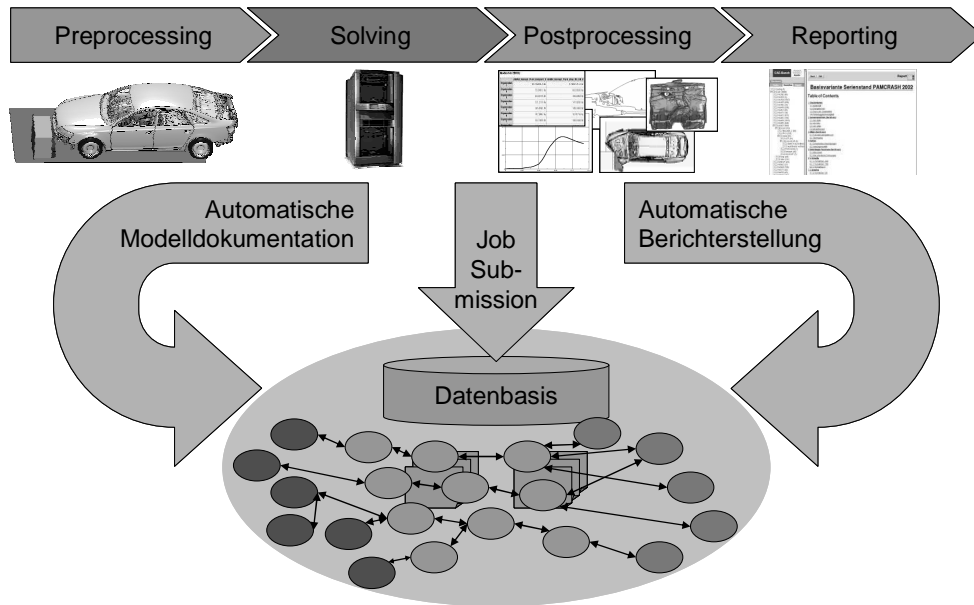 Preprocessing
Solving
Postprocessing
Reporting
Report
Basisvariante Serienstand PAMCRASH 2002
Table of Contents
Automatische
Modelldokumentation
Job
Sub-
mission
Automatische
Berichterstellung
Datenbasis